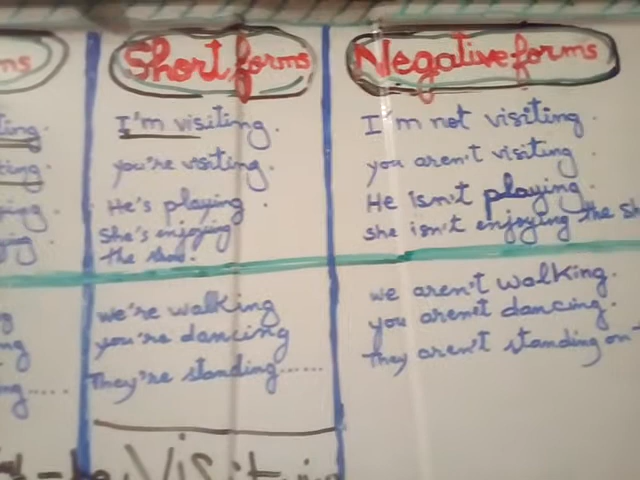 ms
Short forms
Negative forms
I'm visiting.
you're visiting.
He's playing.
She's enjoying
the show.
I'm not visiting.
you aren't visiting.
He isn't playing.
she isn't enjoying the sh
we're walking
you're dancing
They're standing......
we aren't walking.
you aren't dancing.
They aren't standing on